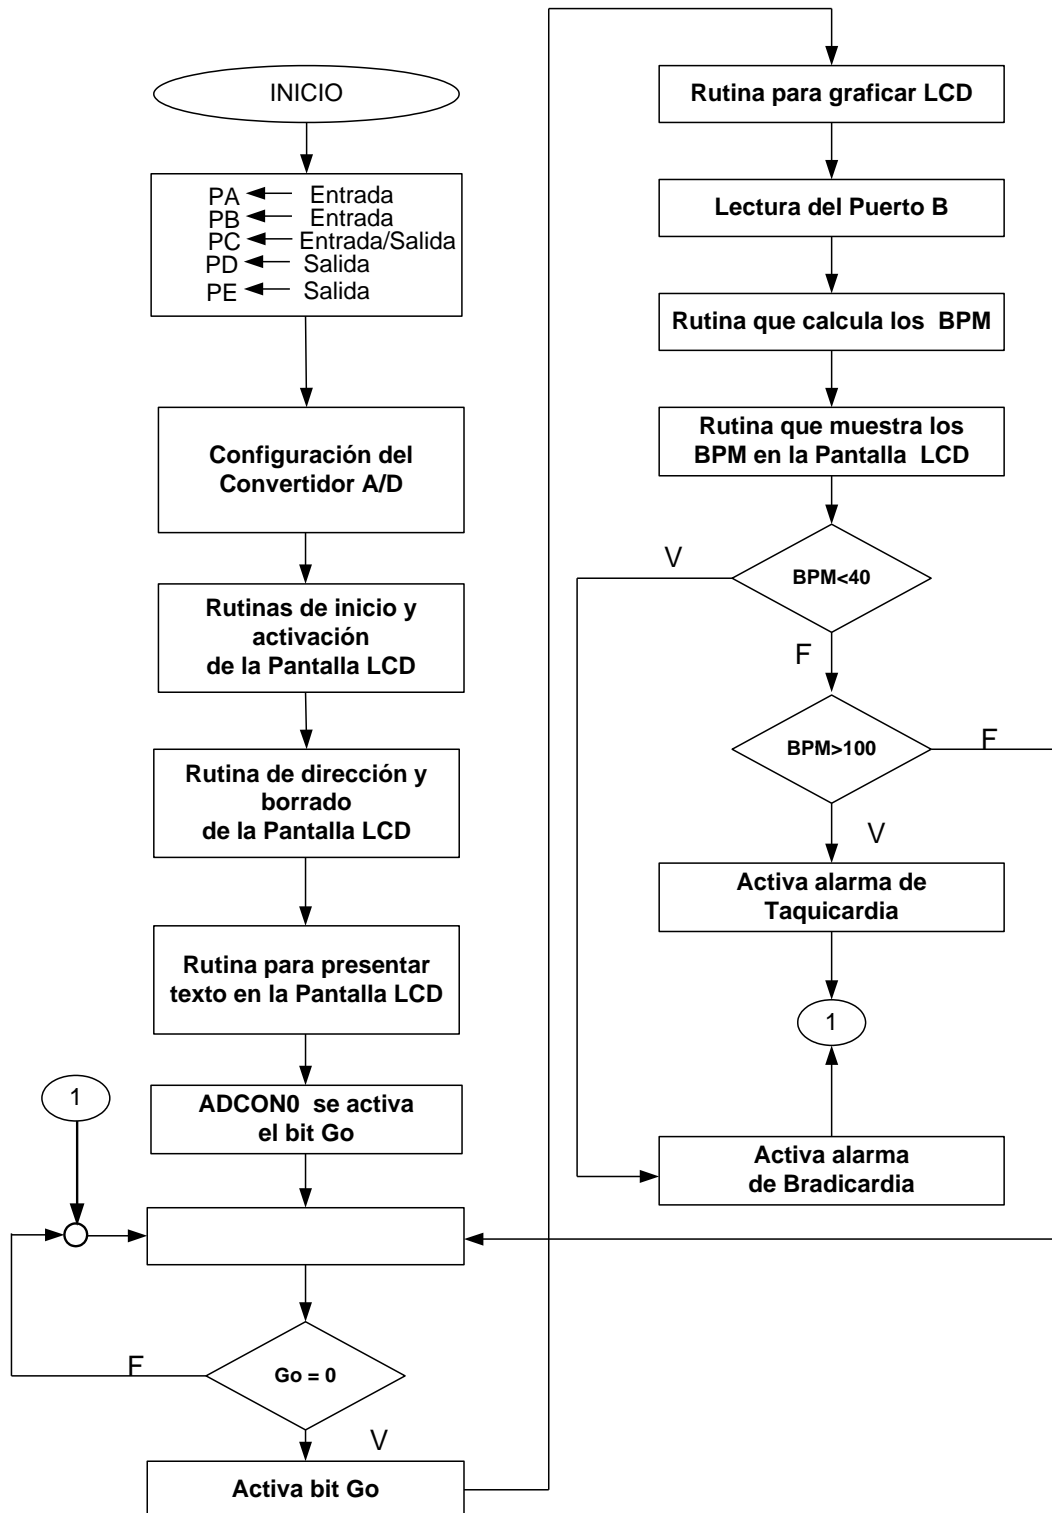 INICIO
PA Entrada
PB Entrada
PC Entrada/Salida
PD Salida
PE Salida
Configuración del
Convertidor A/D
Rutinas de inicio y
activación
de la Pantalla LCD
Rutina de dirección y
borrado
de la Pantalla LCD
Rutina para presentar
texto en la Pantalla LCD
ADCON0 se activa
el bit Go
1
Go = 0
F
V
Activa bit Go
Rutina para graficar LCD
Lectura del Puerto B
Rutina que calcula los BPM
Rutina que muestra los
BPM en la Pantalla LCD
BPM<40
V
F
BPM>100
F
V
Activa alarma de
Taquicardia
1
Activa alarma
de Bradicardia